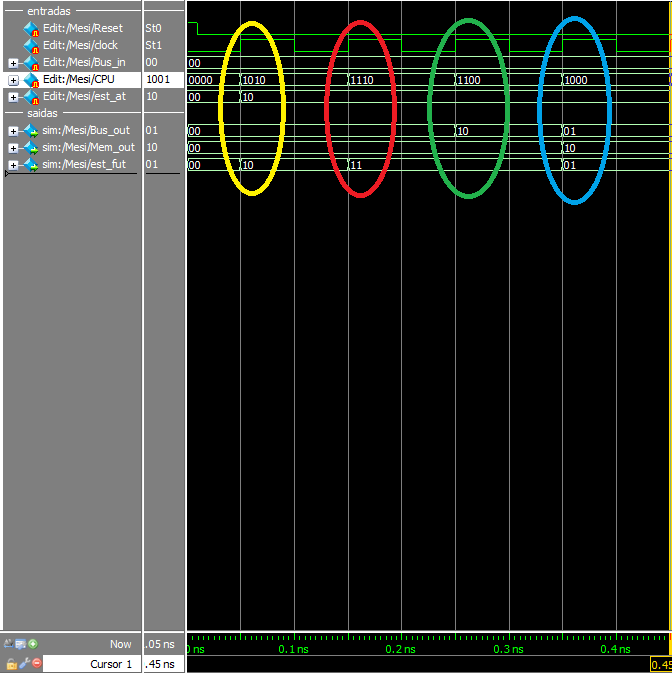 entradas
Edit:/Mesi/Reset St0
Edit:/Mesi/clock St1
Edit:/Mesi/Bus_in 00 00
Edit:/Mesi/CPU 1001 0000 1010 1110 1100 1000
Edit:/Mesi/est_at 10 00 10
saidas
sim:/Mesi/Bus_out 01 00 10 01
sim:/Mesi/Mem_out 10 00 10
sim:/Mesi/est_fut 01 00 10 11 01
Now .05 ns ns 0.1 ns 0.2 ns 0.3 ns 0.4 ns
Cursor 1 .45 ns 0.45